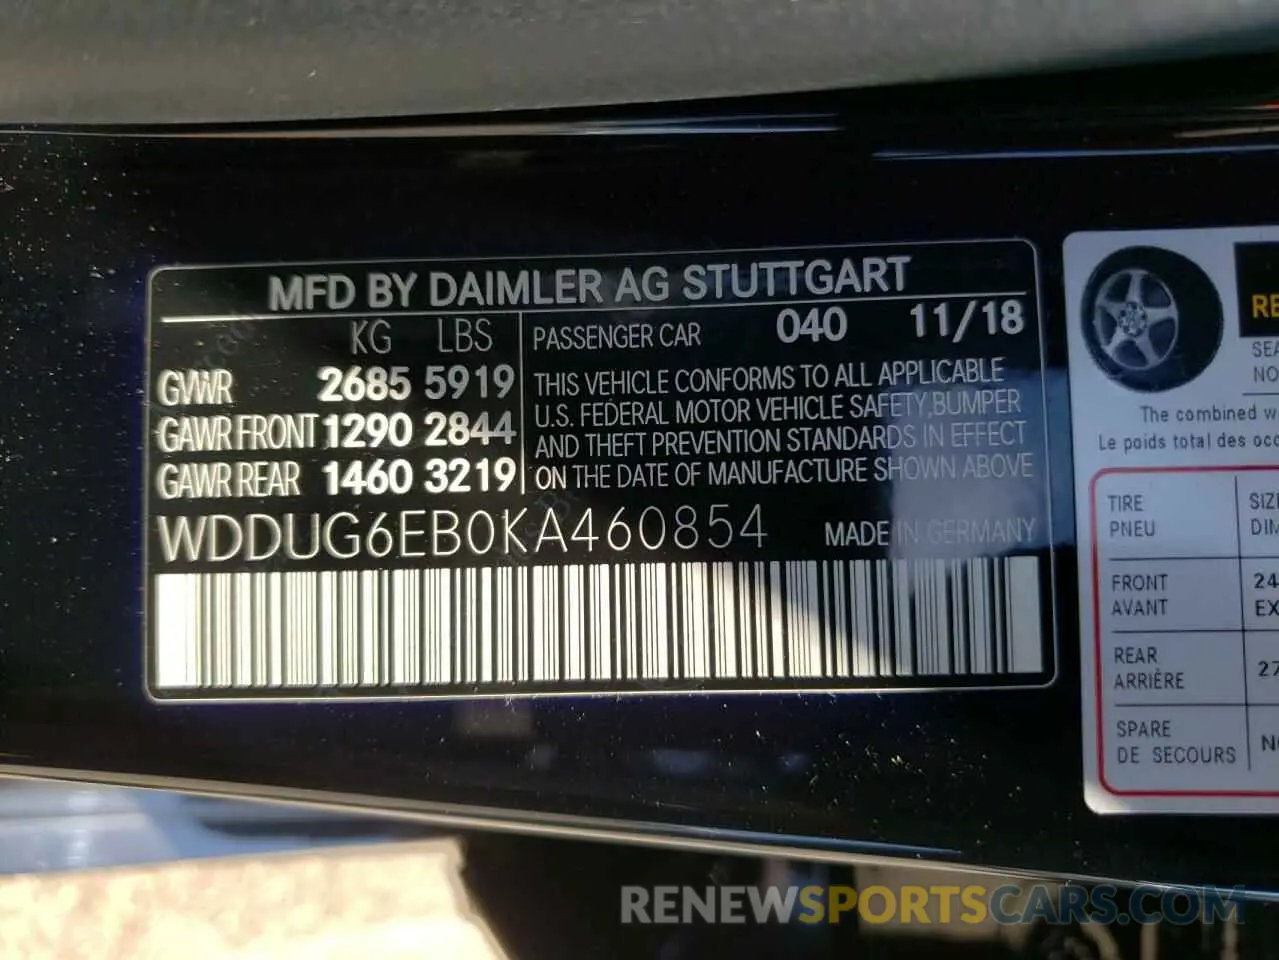 MFD BY DAIMLER AG STUTTGART
KG LBS
PASSENGER CAR 040 11/18
GVWR 2685 5919
GAWR FRONT 1290 2844
GAWR REAR 1460 3219
THIS VEHICLE CONFORMS TO ALL APPLICABLE
U.S. FEDERAL MOTOR VEHICLE SAFETY, BUMPER
AND THEFT PREVENTION STANDARDS IN EFFECT
ON THE DATE OF MANUFACTURE SHOWN ABOVE
WDDUG6EB0KA460854 MADE IN GERMANY
The combined
Le poids total des
TIRE
PNEU
FRONT
AVANT
REAR
ARRIÈRE
SPARE
DE SECOURS
RENEWSPORTSCARS.COM